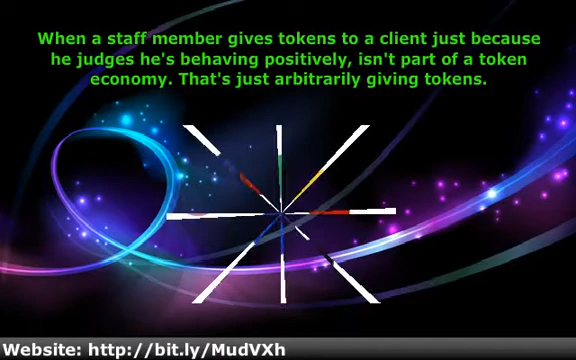 When a staff member gives tokens to a client just because
he judges he's behaving positively, isn't part of a token
economy. That's just arbitrarily giving tokens.
Website: http://bit.ly/MudVXh